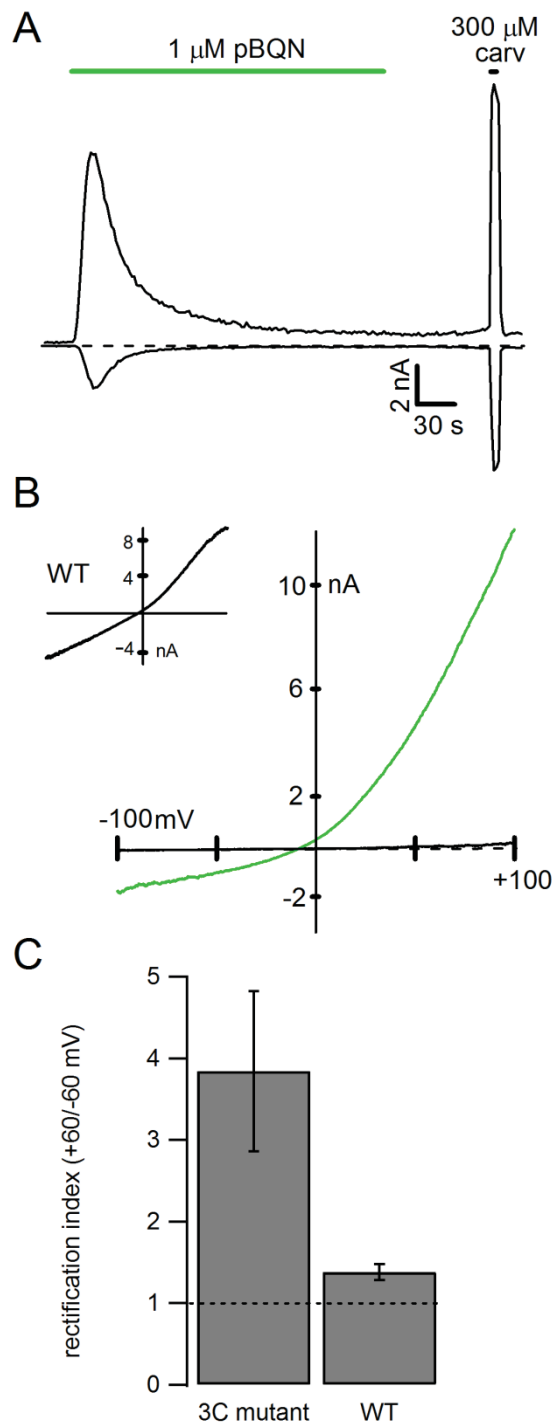 A
1 μM pBQN
300 μM
carv
2 nA
30 s
B
WT
8
4
-4
nA
10
nA
6
2
-100mV
-2
+100
C
rectification index (+60/-60 mV)
5
4
3
2
1
0
3C mutant
WT